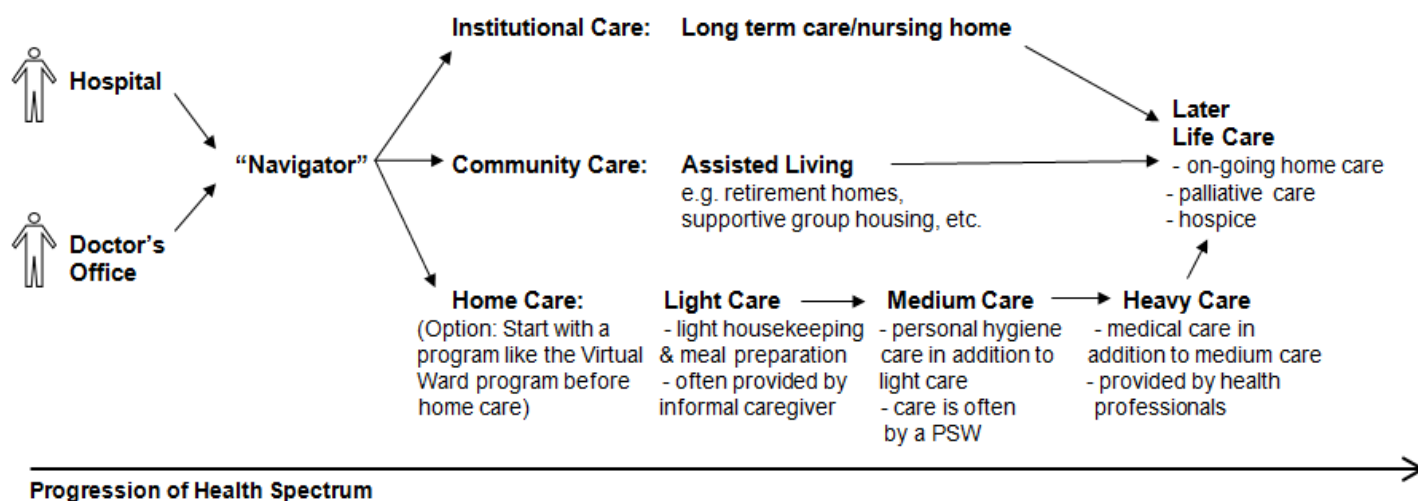 Institutional Care: Long term care/nursing home
Hospital
"Navigator"
Doctor's
Office
Community Care: Assisted Living
e.g. retirement homes,
supportive group housing, etc.
Later
Life Care
- on-going home care
- palliative care
- hospice
Home Care:
(Option: Start with a
program like the Virtual
Ward program before
home care)
Light Care
- light housekeeping
& meal preparation
- often provided by
informal caregiver
Medium Care
- personal hygiene
care in addition to
light care
- care is often
by a PSW
Heavy Care
- medical care in
addition to medium care
- provided by health
professionals
Progression of Health Spectrum